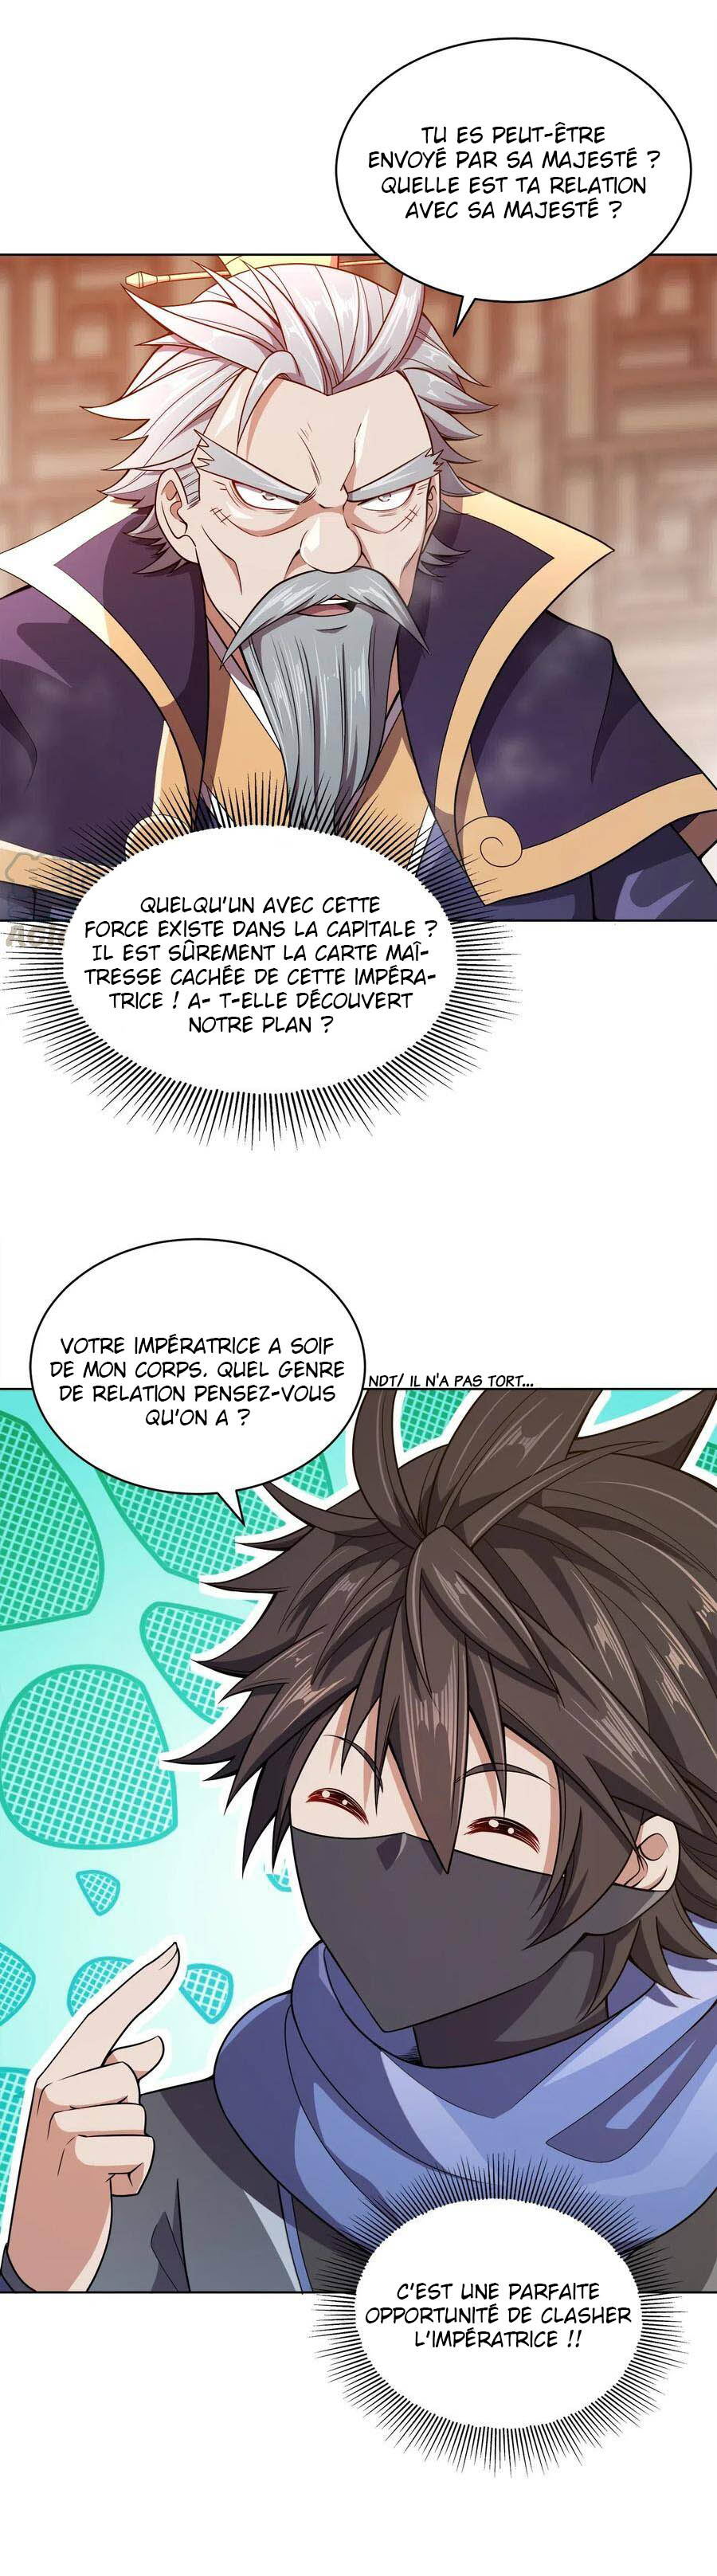 TU ES PEUT-ÊTRE
ENVOYÉ PAR SA MAJESTÉ ?
QUELLE EST TA RELATION
AVEC SA MAJESTÉ ?
QUELQU'UN AVEC CETTE
FORCE EXISTE DANS LA CAPITALE ?
IL EST SÛREMENT LA CARTE MAÎ-
TRESSE CACHÉE DE CETTE IMPÉRA-
TRICE ! A- T-ELLE DÉCOUVERT
NOTRE PLAN ?
VOTRE IMPÉRATRICE A SOIF
DE MON CORPS. QUEL GENRE
DE RELATION PENSEZ-VOUS
QU'ON A ?
NDT/ IL N'A PAS TORT...
C'EST UNE PARFAITE
OPPORTUNITÉ DE CLASHER
L'IMPÉRATRICE !!